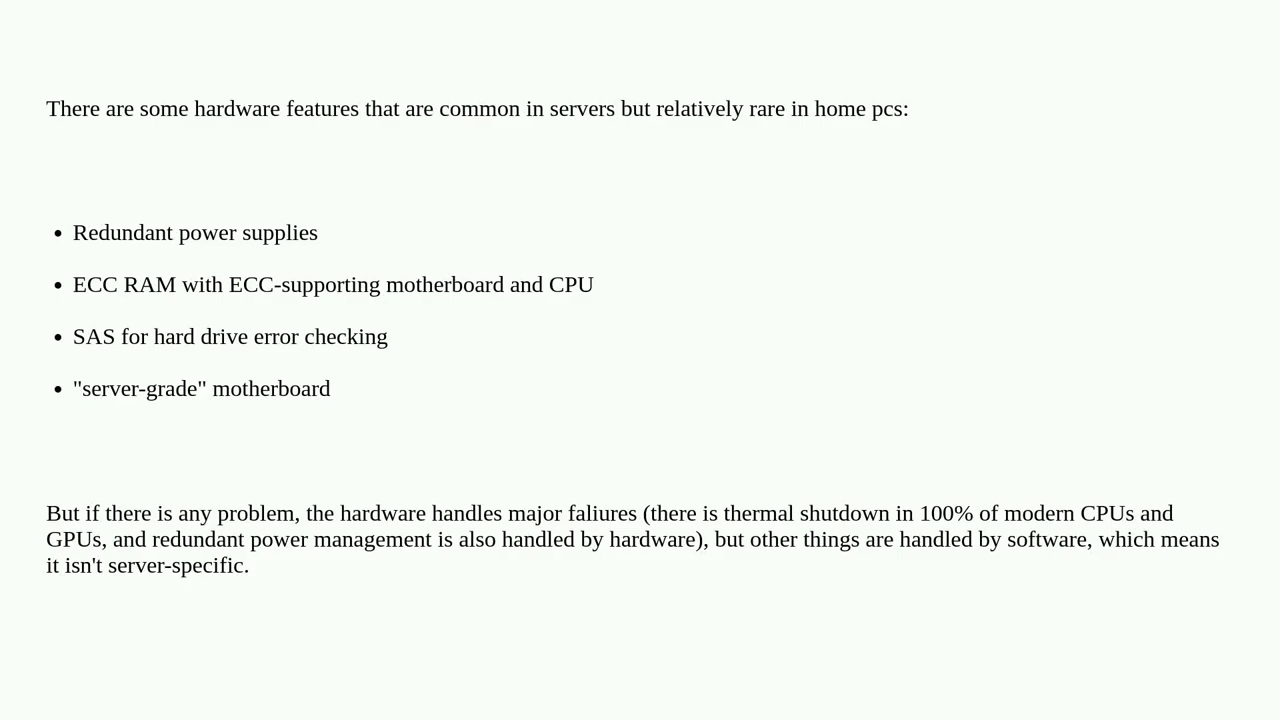 There are some hardware features that are common in servers but relatively rare in home pcs:
• Redundant power supplies
• ECC RAM with ECC-supporting motherboard and CPU
• SAS for hard drive error checking
• "server-grade" motherboard
But if there is any problem, the hardware handles major faliures (there is thermal shutdown in 100% of modern CPUs and
GPUs, and redundant power management is also handled by hardware), but other things are handled by software, which means
it isn't server-specific.